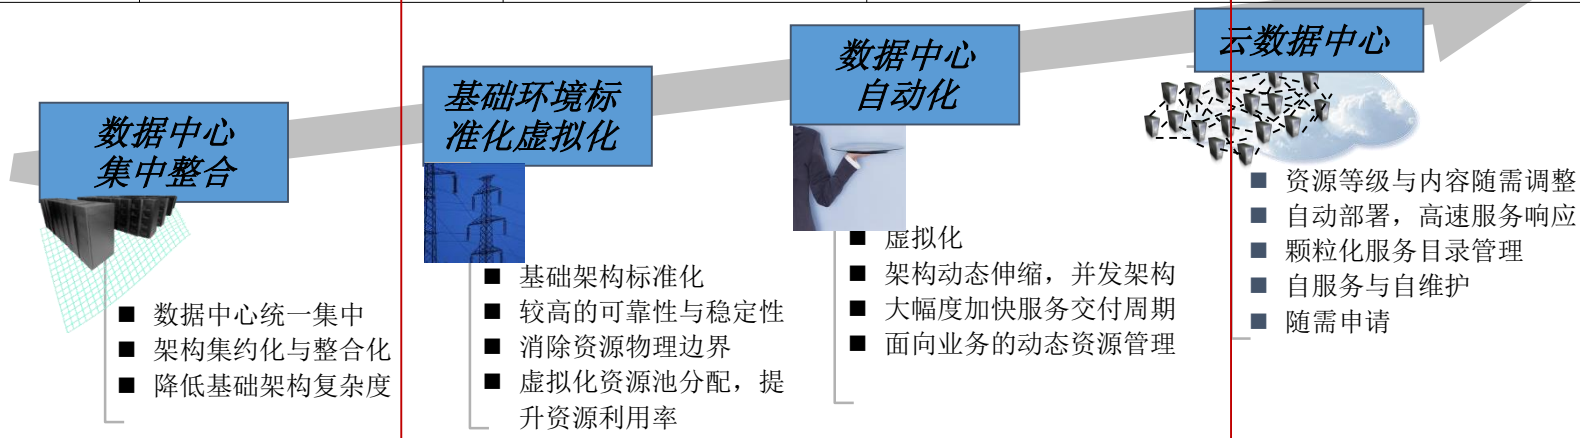 数据中心
集中整合
数据中心统一集中
架构集约化与整合化
降低基础架构复杂度
基础环境标
准化虚拟化
基础架构标准化
较高的可靠性与稳定性
消除资源物理边界
虚拟化资源池分配，提
升资源利用率
数据中心
自动化
虚拟化
架构动态伸缩，并发架构
大幅度加快服务交付周期
面向业务的动态资源管理
云数据中心
资源等级与内容随需调整
自动部署，高速服务响应
颗粒化服务目录管理
自服务与自维护
随需申请